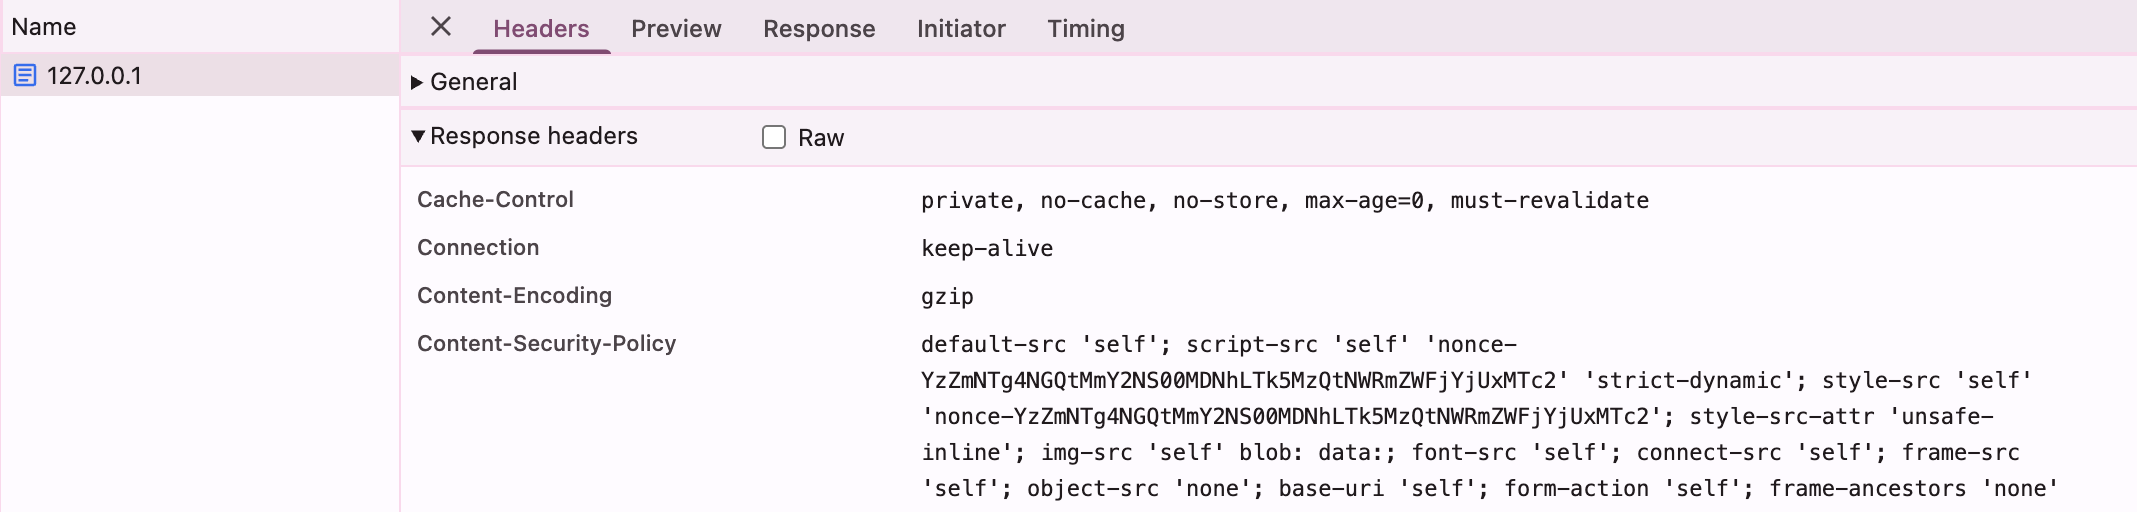 Name
Headers Preview Response Initiator Timing
127.0.0.1
General
Response headers Raw
Cache-Control private, no-cache, no-store, max-age=0, must-revalidate
Connection keep-alive
Content-Encoding gzip
Content-Security-Policy default-src 'self'; script-src 'self' 'nonce-
YzZmNTg4NGQtMmY2NS00MDNhLTk5MzQtNWRmZWFjYjUxMTc2' 'strict-dynamic'; style-src 'self'
'nonce-YzZmNTg4NGQtMmY2NS00MDNhLTk5MzQtNWRmZWFjYjUxMTc2'; style-src-attr 'unsafe-
inline'; img-src 'self' blob: data:; font-src 'self'; connect-src 'self'; frame-src
'self'; object-src 'none'; base-uri 'self'; form-action 'self'; frame-ancestors 'none'